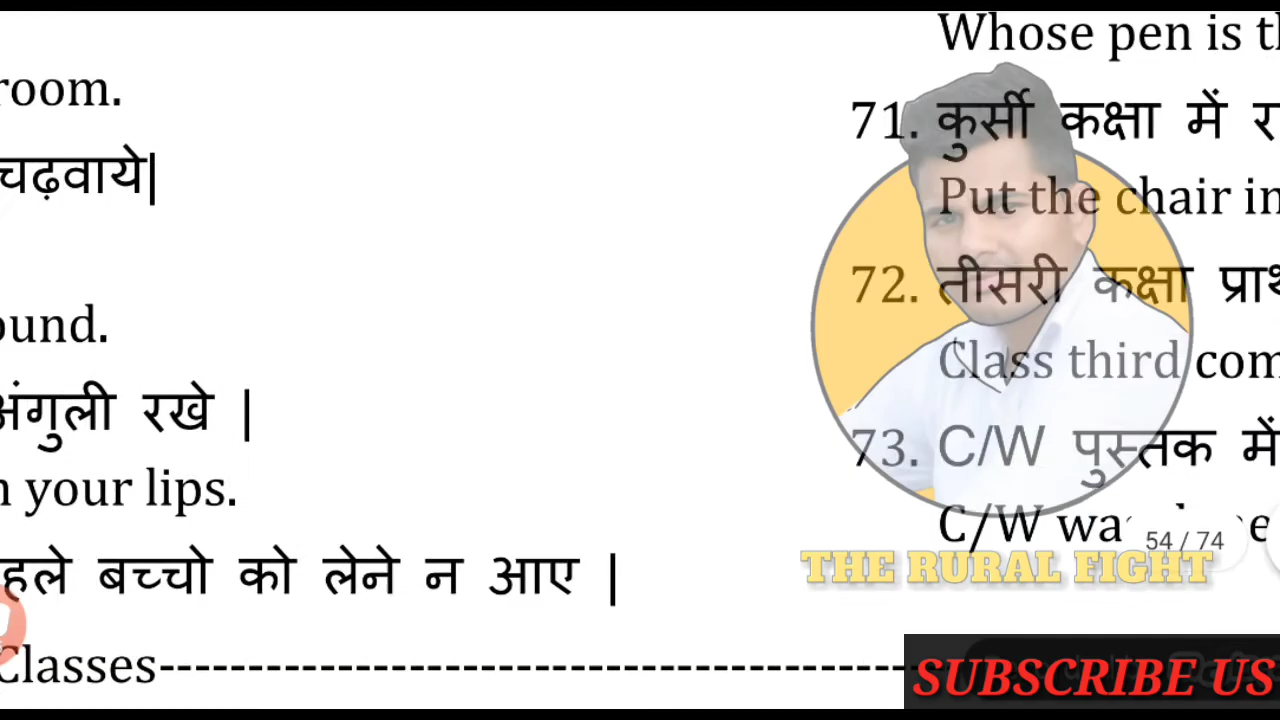 room.
चढ़वाये|
ound.
अंगुली रखे |
n your lips.
हले बच्चो को लेने न आए |
Classes-----------------------------------------
Whose pen is th
71. कुर्सी कक्षा में र
Put the chair in
72. तीसरी कक्षा प्रार्थ
Class third com
73. C/W पुस्तक में
C/W wa
54 / 74
THE RURAL FIGHT
SUBSCRIBE US